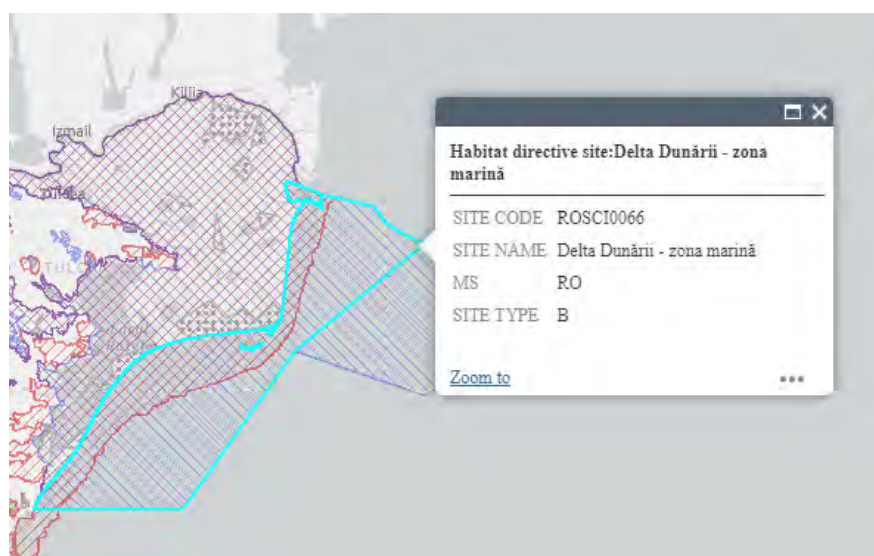 Kiliia
Izmail
Habitat directive site:Delta Dunării - zona
marină
SITE CODE ROSCI0066
SITE NAME Delta Dunării - zona marină
MS RO
SITE TYPE B
Zoom to